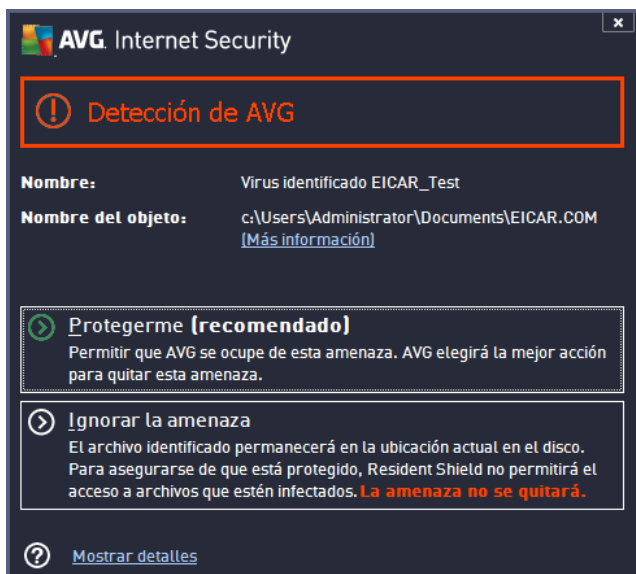 AVG. Internet Security
x
Detección de AVG
Nombre: Virus identificado EICAR_Test
Nombre del objeto: c:\Users\Administrator\Documents\EICAR.COM
(Más información)
Protegerme (recomendado)
Permitir que AVG se ocupe de esta amenaza. AVG elegirá la mejor acción
para quitar esta amenaza.
Ignorar la amenaza
El archivo identificado permanecerá en la ubicación actual en el disco.
Para asegurarse de que está protegido, Resident Shield no permitirá el
acceso a archivos que estén infectados. La amenaza no se quitará.
? Mostrar detalles